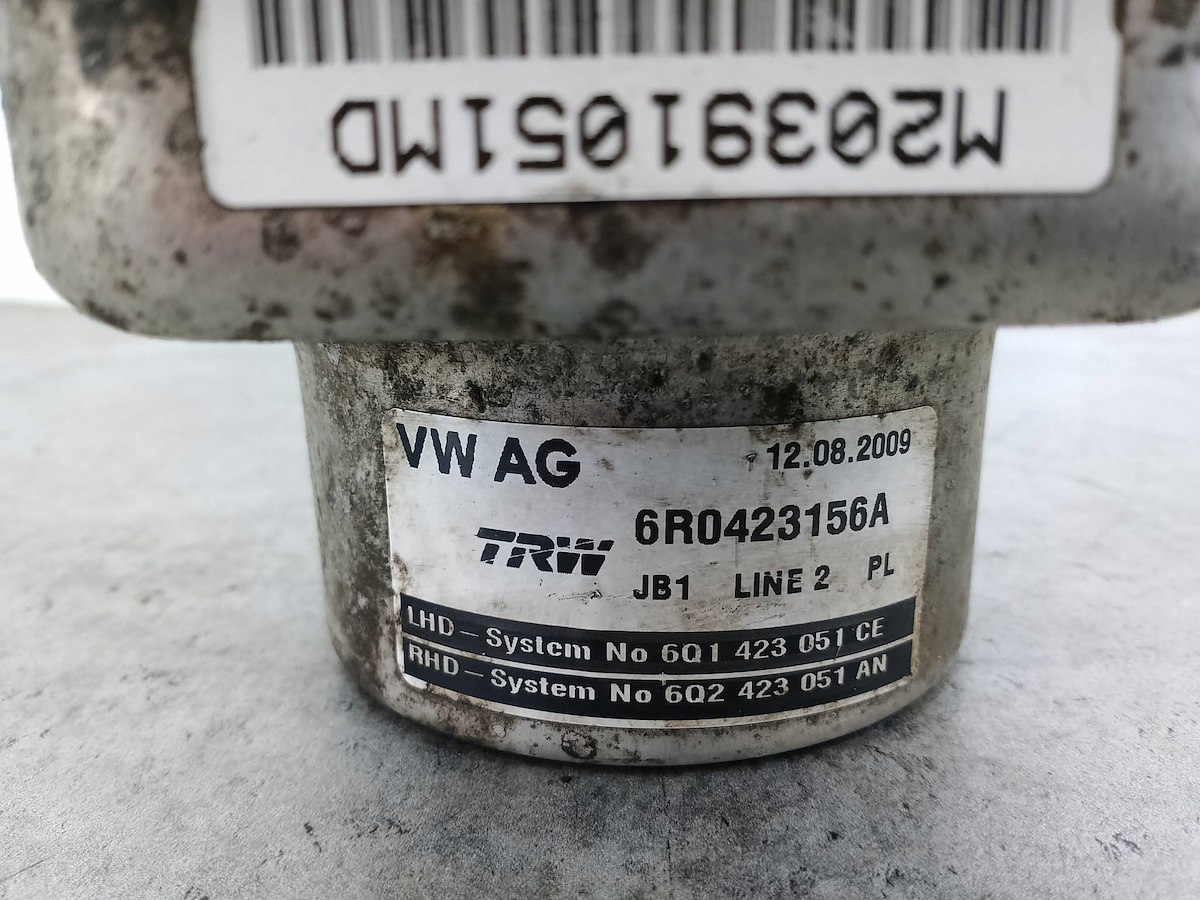 M20391051MD
VW AG 12.08.2009
TRW 6R0423156A
JB1 LINE 2 PL
LHD - System No 6Q1 423 051 CE
RHD - System No 6Q2 423 051 AN